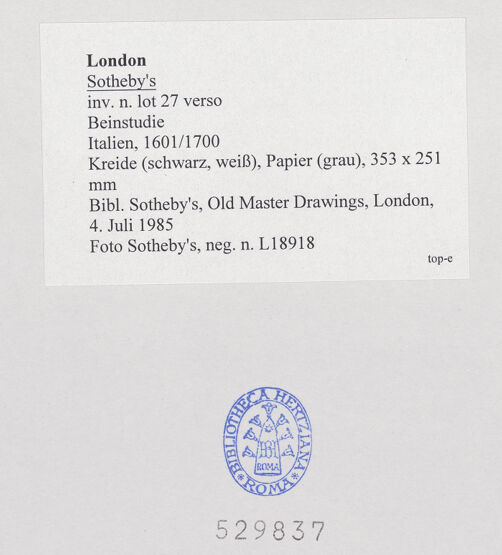 London
Sotheby's
inv. n. lot 27 verso
Beinstudie
Italien, 1601/1700
Kreide (schwarz, weiß), Papier (grau), 353 x 251
mm
Bibl. Sotheby's, Old Master Drawings, London,
4. Juli 1985
Foto Sotheby's, neg. n. L18918
top-e
BIBLIOTHECA HERTZIANA
BH
ROMA
* ROMA *
529837